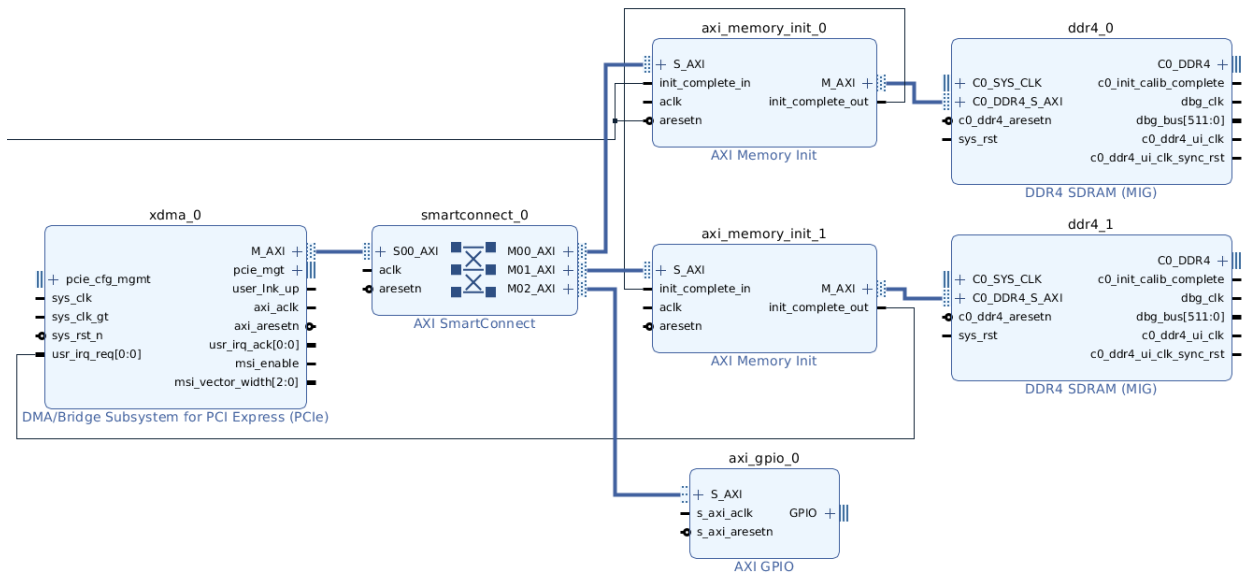 axi_memory_init_0
S_AXI
init_complete_in
aclk
aresetn
M_AXI
init_complete_out
AXI Memory Init
ddr4_0
C0_SYS_CLK
C0_DDR4_S_AXI
c0_ddr4_aresetn
sys_rst
C0_DDR4
c0_init_calib_complete
dbg_clk
dbg_bus[511:0]
c0_ddr4_ui_clk
c0_ddr4_ui_clk_sync_rst
DDR4 SDRAM (MIG)
xdma_0
pcie_cfg_mgmt
sys_clk
sys_clk_gt
sys_rst_n
usr_irq_req[0:0]
M_AXI
pcie_mgt
user_lnk_up
axi_aclk
axi_aresetn
usr_irq_ack[0:0]
msi_enable
msi_vector_width[2:0]
DMA/Bridge Subsystem for PCI Express (PCIe)
smartconnect_0
S00_AXI
aclk
aresetn
M00_AXI
M01_AXI
M02_AXI
AXI SmartConnect
axi_memory_init_1
S_AXI
init_complete_in
aclk
aresetn
M_AXI
init_complete_out
AXI Memory Init
ddr4_1
C0_SYS_CLK
C0_DDR4_S_AXI
c0_ddr4_aresetn
sys_rst
C0_DDR4
c0_init_calib_complete
dbg_clk
dbg_bus[511:0]
c0_ddr4_ui_clk
c0_ddr4_ui_clk_sync_rst
DDR4 SDRAM (MIG)
axi_gpio_0
S_AXI
s_axi_aclk
s_axi_aresetn
GPIO
AXI GPIO